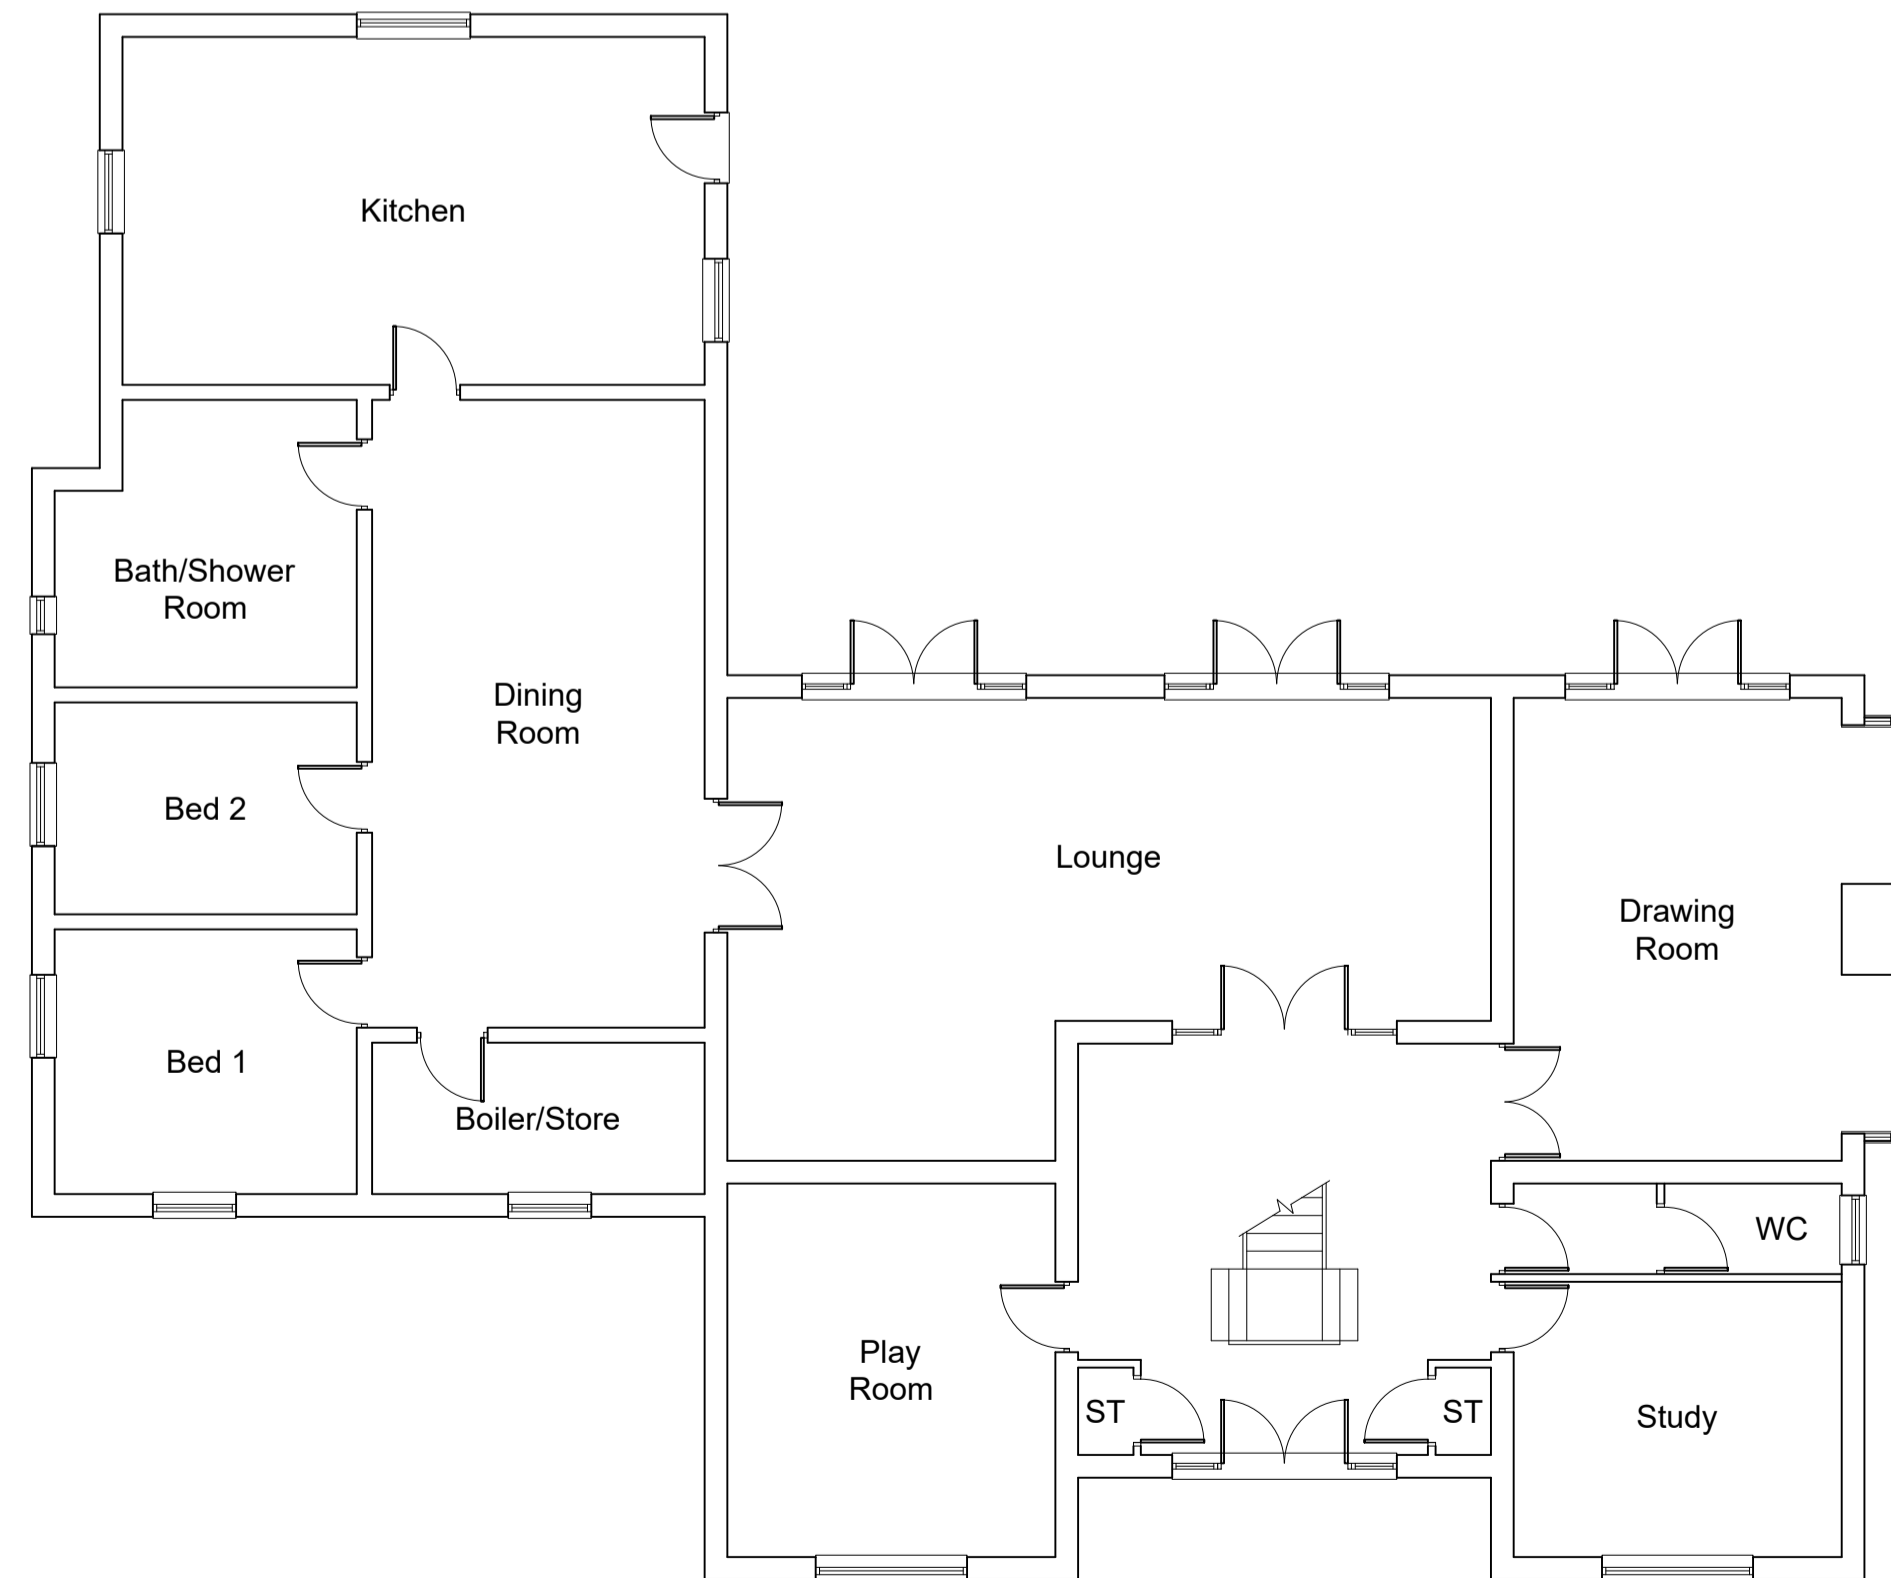 Kitchen
Bath/Shower
Room
Dining
Room
Bed 2
Lounge
Drawing
Room
Bed 1
Boiler/Store
WC
Play
Room
ST
ST
Study